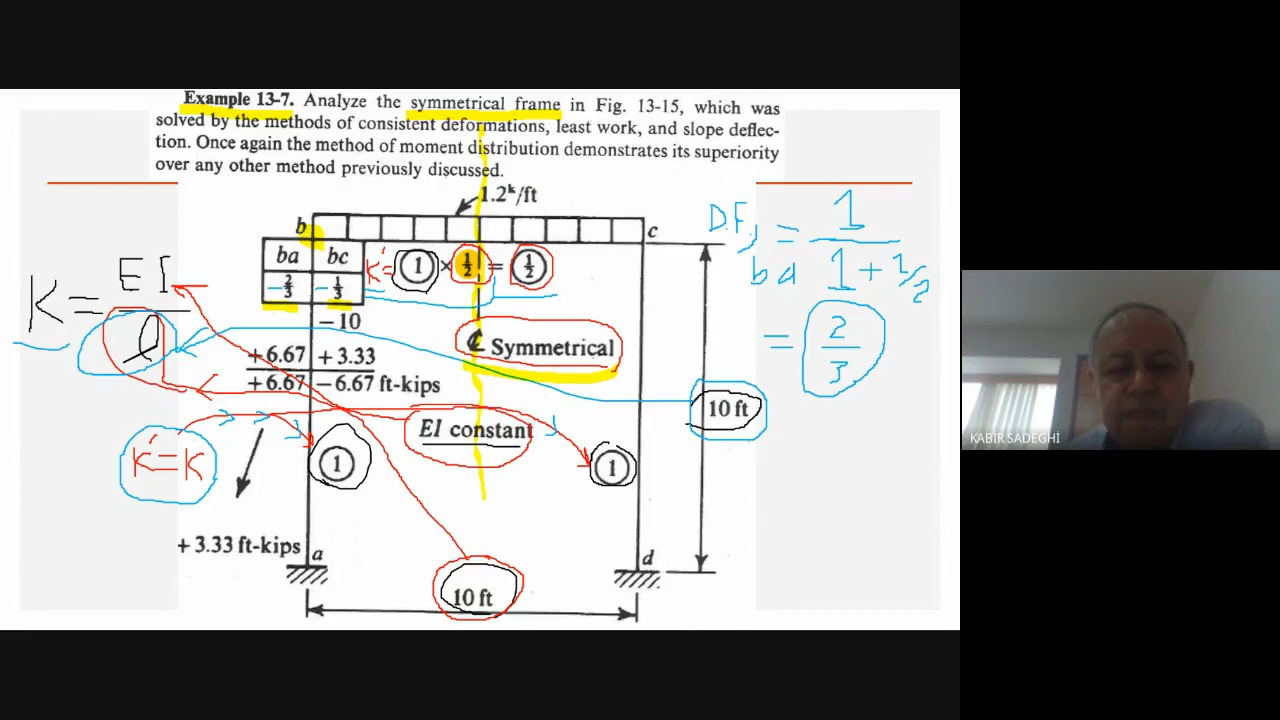 Example 13-7. Analyze the symmetrical frame in Fig. 13-15, which was
solved by the methods of consistent deformations, least work, and slope deflec-
tion. Once again the method of moment distribution demonstrates its superiority
over any other method previously discussed.
1.2ᵏ/ft
b
c
ba bc
-2/3 -1/3
K'= 1 × 1/2 = 1/2
-10
℄ Symmetrical
+6.67 +3.33
+6.67 -6.67 ft-kips
EI constant
10 ft
K = EI/l
K' = K
1
1
+3.33 ft-kips
a
d
10 ft
D.F. = 1
ba 1 + 1/2
= 2/3
KABIR SADEGHI